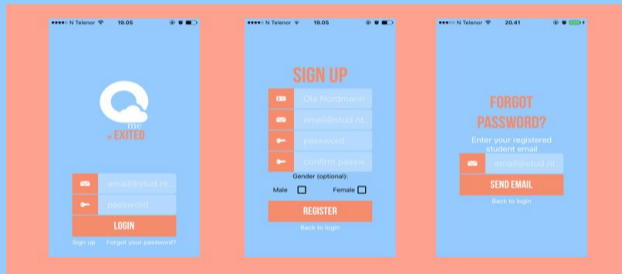 N Telenor 19.05
me
by EXITED
email@stud.nt...
password
LOGIN
Sign up Forgot your password?
N Telenor 19.05
SIGN UP
Ola Nordmann
email@stud.nt...
password
confirm passw
Gender (optional):
Male Female
REGISTER
Back to login
N Telenor 20.41
FORGOT
PASSWORD?
Enter your registered
student email
email@stud.nt...
SEND EMAIL
Back to login